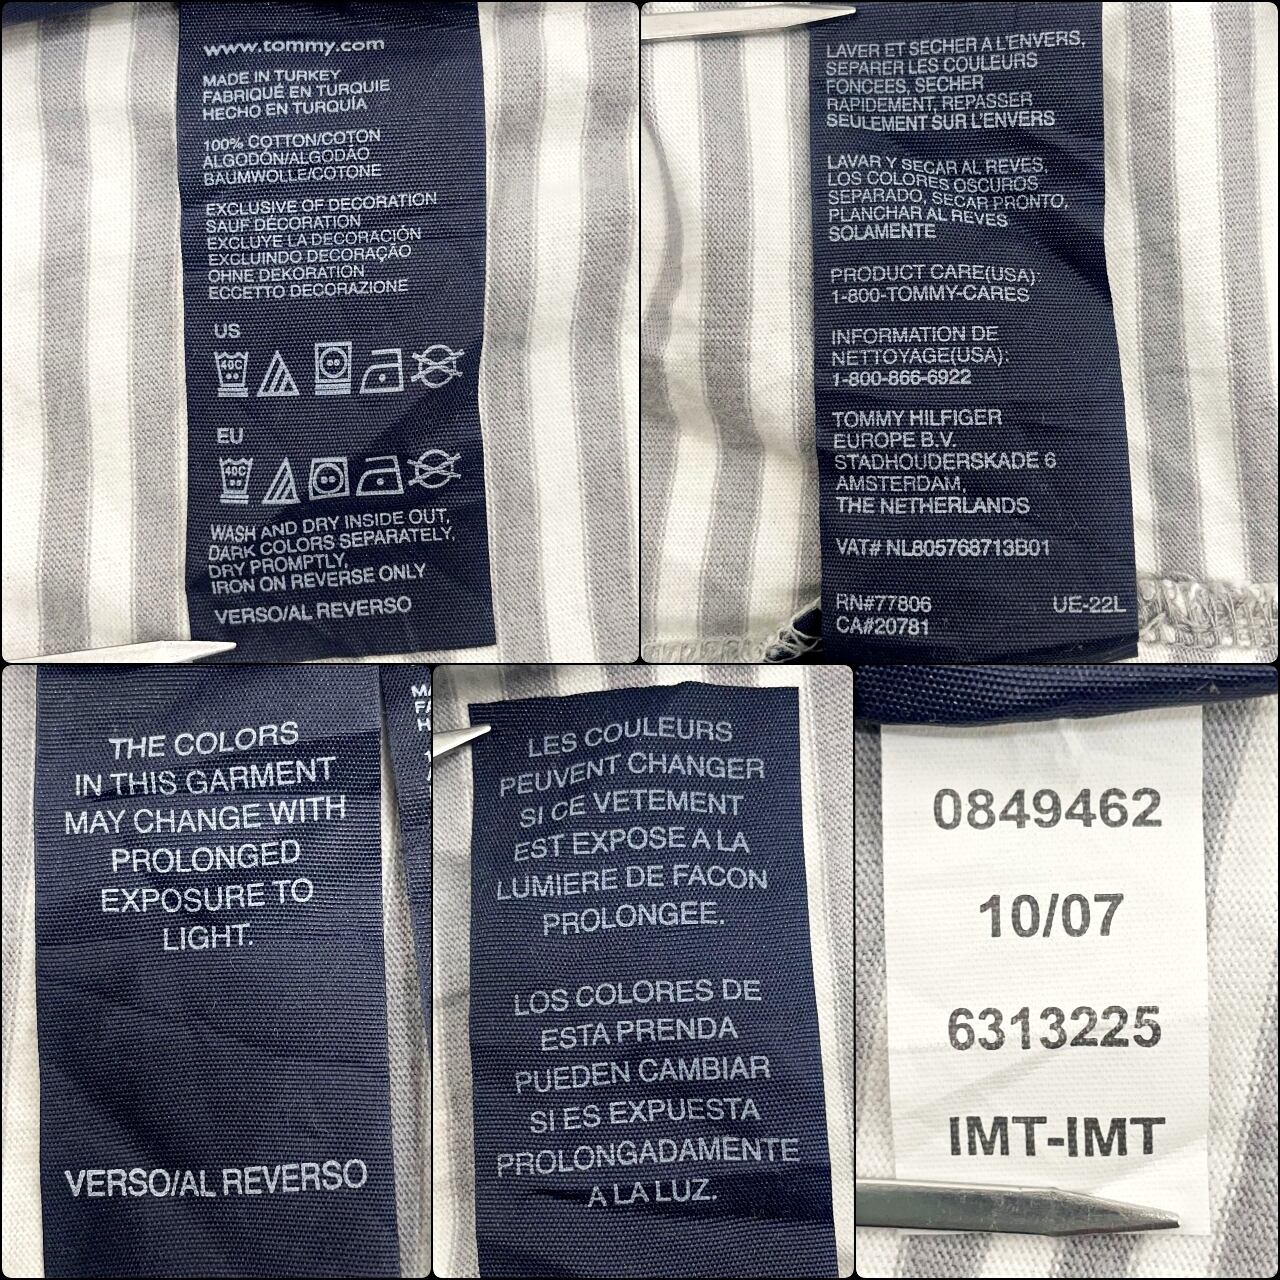 www.tommy.com
MADE IN TURKEY
FABRIQUÉ EN TURQUIE
HECHO EN TURQUÍA
100% COTTON/COTON
ALGODÓN/ALGODÃO
BAUMWOLLE/COTONE
EXCLUSIVE OF DECORATION
SAUF DÉCORATION
EXCLUYE LA DECORACIÓN
EXCLUINDO DECORAÇÃO
OHNE DEKORATION
ECCETTO DECORAZIONE
US
40C
EU
40C
WASH AND DRY INSIDE OUT,
DARK COLORS SEPARATELY,
DRY PROMPTLY,
IRON ON REVERSE ONLY
VERSO/AL REVERSO
LAVER ET SECHER A L'ENVERS,
SEPARER LES COULEURS
FONCEES, SECHER
RAPIDEMENT, REPASSER
SEULEMENT SUR L'ENVERS
LAVAR Y SECAR AL REVES,
LOS COLORES OSCUROS
SEPARADO, SECAR PRONTO,
PLANCHAR AL REVES
SOLAMENTE
PRODUCT CARE(USA):
1-800-TOMMY-CARES
INFORMATION DE
NETTOYAGE(USA):
1-800-866-6922
TOMMY HILFIGER
EUROPE B.V.
STADHOUDERSKADE 6
AMSTERDAM,
THE NETHERLANDS
VAT# NL805768713B01
RN#77806 UE-22L
CA#20781
THE COLORS
IN THIS GARMENT
MAY CHANGE WITH
PROLONGED
EXPOSURE TO
LIGHT.
VERSO/AL REVERSO
LES COULEURS
PEUVENT CHANGER
SI CE VETEMENT
EST EXPOSE A LA
LUMIERE DE FACON
PROLONGEE.
LOS COLORES DE
ESTA PRENDA
PUEDEN CAMBIAR
SI ES EXPUESTA
PROLONGADAMENTE
A LA LUZ.
0849462
10/07
6313225
IMT-IMT